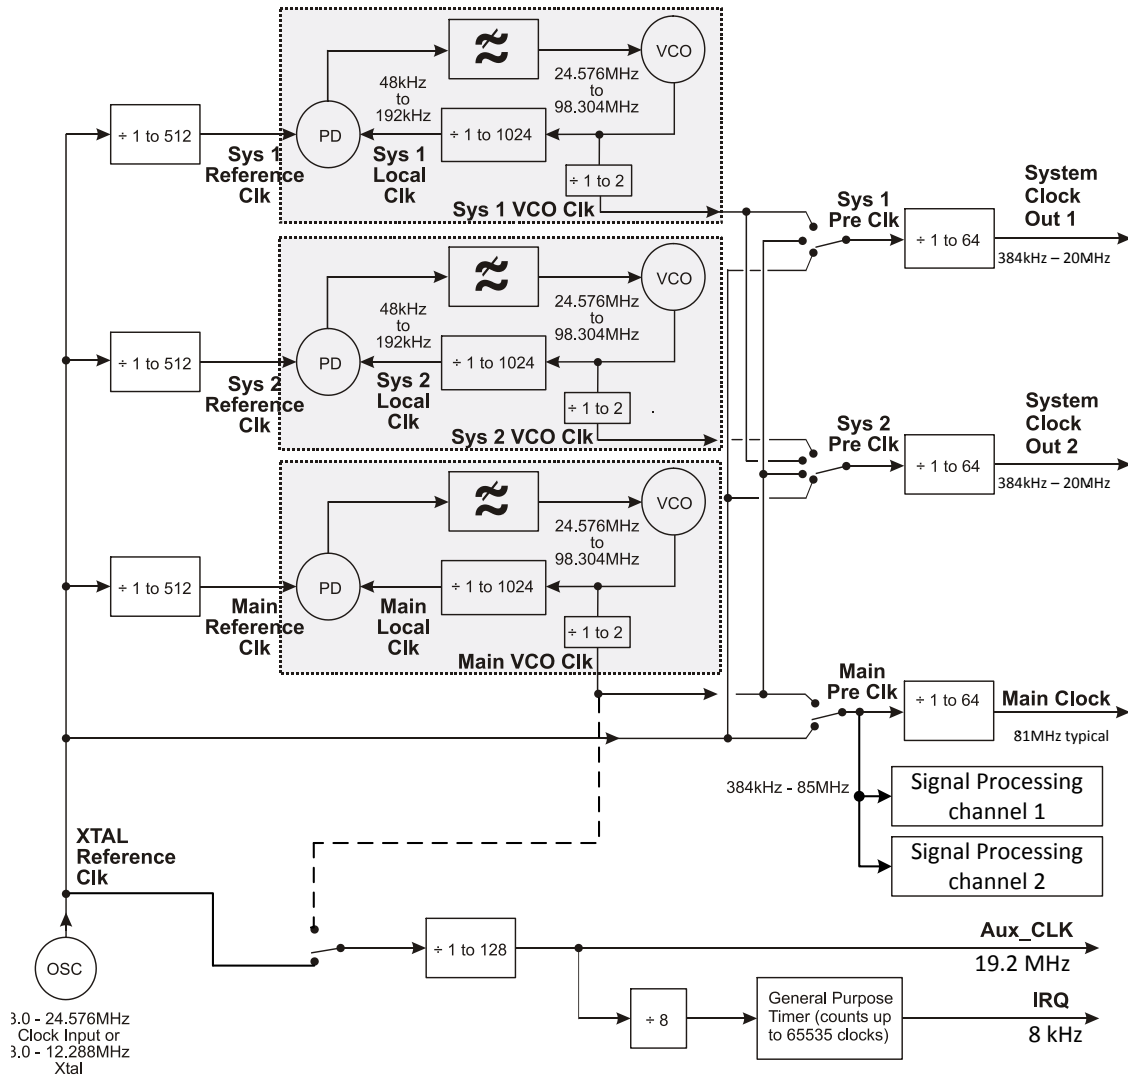 VCO
24.576MHz
to
98.304MHz
48kHz
to
192kHz
÷ 1 to 512
PD
÷ 1 to 1024
Sys 1
Reference
Clk
Sys 1
Local
Clk
÷ 1 to 2
Sys 1 VCO Clk
Sys 1
Pre Clk
÷ 1 to 64
System
Clock
Out 1
384kHz – 20MHz
VCO
24.576MHz
to
98.304MHz
48kHz
to
192kHz
÷ 1 to 512
PD
÷ 1 to 1024
Sys 2
Reference
Clk
Sys 2
Local
Clk
÷ 1 to 2
Sys 2 VCO Clk
Sys 2
Pre Clk
÷ 1 to 64
System
Clock
Out 2
384kHz – 20MHz
VCO
24.576MHz
to
98.304MHz
÷ 1 to 512
PD
÷ 1 to 1024
Main
Reference
Clk
Main
Local
Clk
÷ 1 to 2
Main VCO Clk
Main
Pre Clk
÷ 1 to 64
Main Clock
81MHz typical
384kHz - 85MHz
Signal Processing
channel 1
Signal Processing
channel 2
XTAL
Reference
Clk
OSC
3.0 - 24.576MHz
Clock Input or
3.0 - 12.288MHz
Xtal
÷ 1 to 128
Aux_CLK
19.2 MHz
÷ 8
General Purpose
Timer (counts up
to 65535 clocks)
IRQ
8 kHz